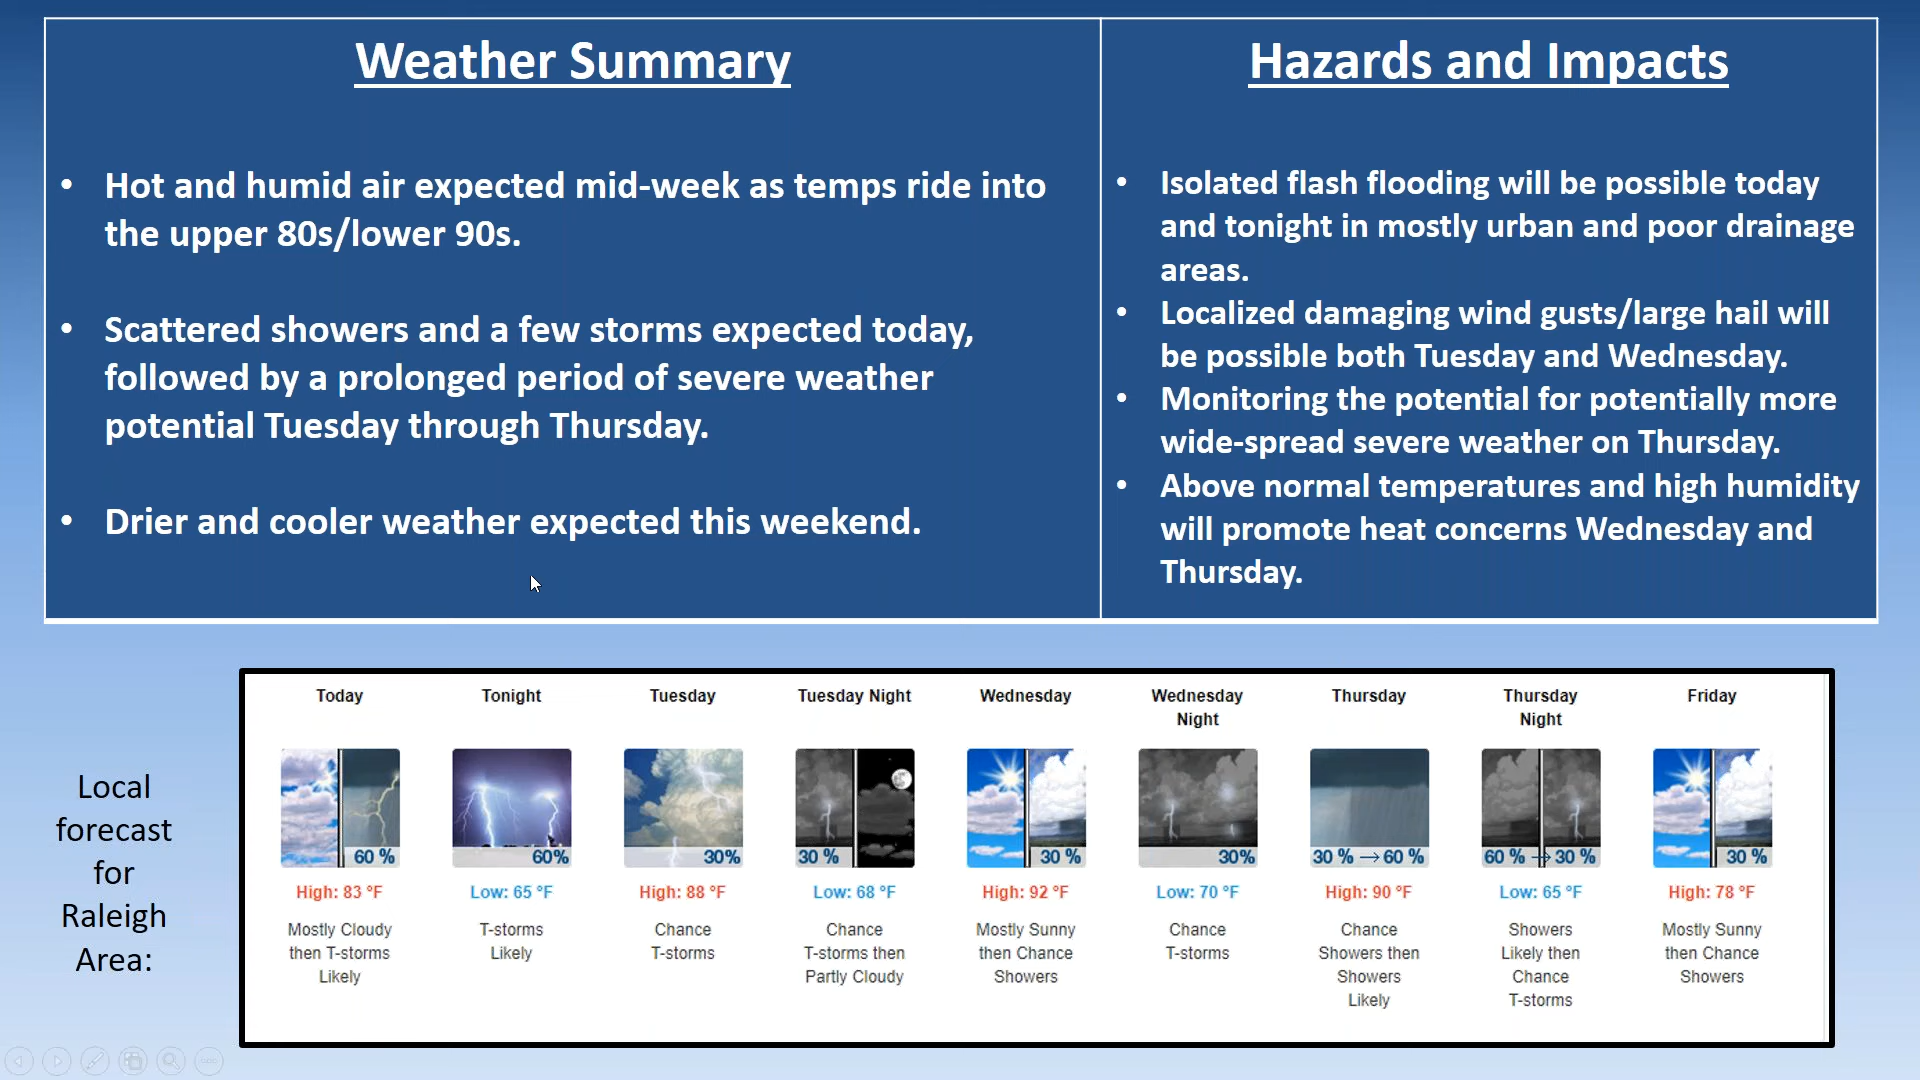 Weather Summary
• Hot and humid air expected mid-week as temps ride into
the upper 80s/lower 90s.
• Scattered showers and a few storms expected today,
followed by a prolonged period of severe weather
potential Tuesday through Thursday.
• Drier and cooler weather expected this weekend.
Hazards and Impacts
• Isolated flash flooding will be possible today
and tonight in mostly urban and poor drainage
areas.
• Localized damaging wind gusts/large hail will
be possible both Tuesday and Wednesday.
• Monitoring the potential for potentially more
wide-spread severe weather on Thursday.
• Above normal temperatures and high humidity
will promote heat concerns Wednesday and
Thursday.
Local
forecast
for
Raleigh
Area:
Today
60 %
High: 83 °F
Mostly Cloudy
then T-storms
Likely
Tonight
60%
Low: 65 °F
T-storms
Likely
Tuesday
30%
High: 88 °F
Chance
T-storms
Tuesday Night
30 %
Low: 68 °F
Chance
T-storms then
Partly Cloudy
Wednesday
30 %
High: 92 °F
Mostly Sunny
then Chance
Showers
Wednesday
Night
30%
Low: 70 °F
Chance
T-storms
Thursday
30 % → 60 %
High: 90 °F
Chance
Showers then
Showers
Likely
Thursday
Night
60 % → 30 %
Low: 65 °F
Showers
Likely then
Chance
T-storms
Friday
30 %
High: 78 °F
Mostly Sunny
then Chance
Showers